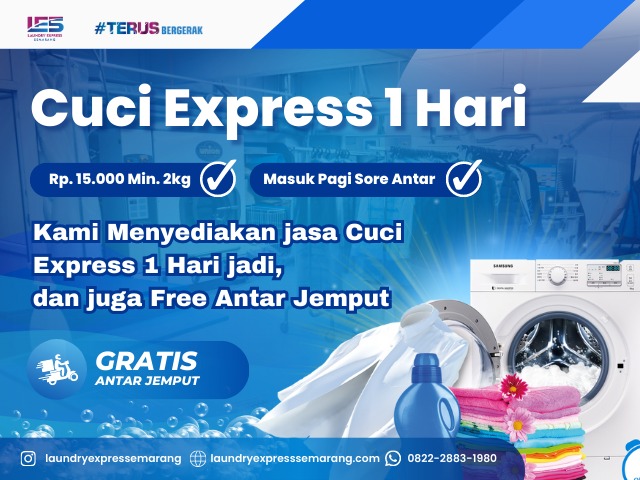 LES
LAUNDRY EXPRESS
SEMARANG
#TERUS BERGERAK
Cuci Express 1 Hari
Rp. 15.000 Min. 2kg
Masuk Pagi Sore Antar
Kami Menyediakan jasa Cuci
Express 1 Hari jadi,
dan juga Free Antar Jemput
SAMSUNG
GRATIS
ANTAR JEMPUT
laundryexpresssemarang
laundryexpresssemarang.com
0822-2883-1980